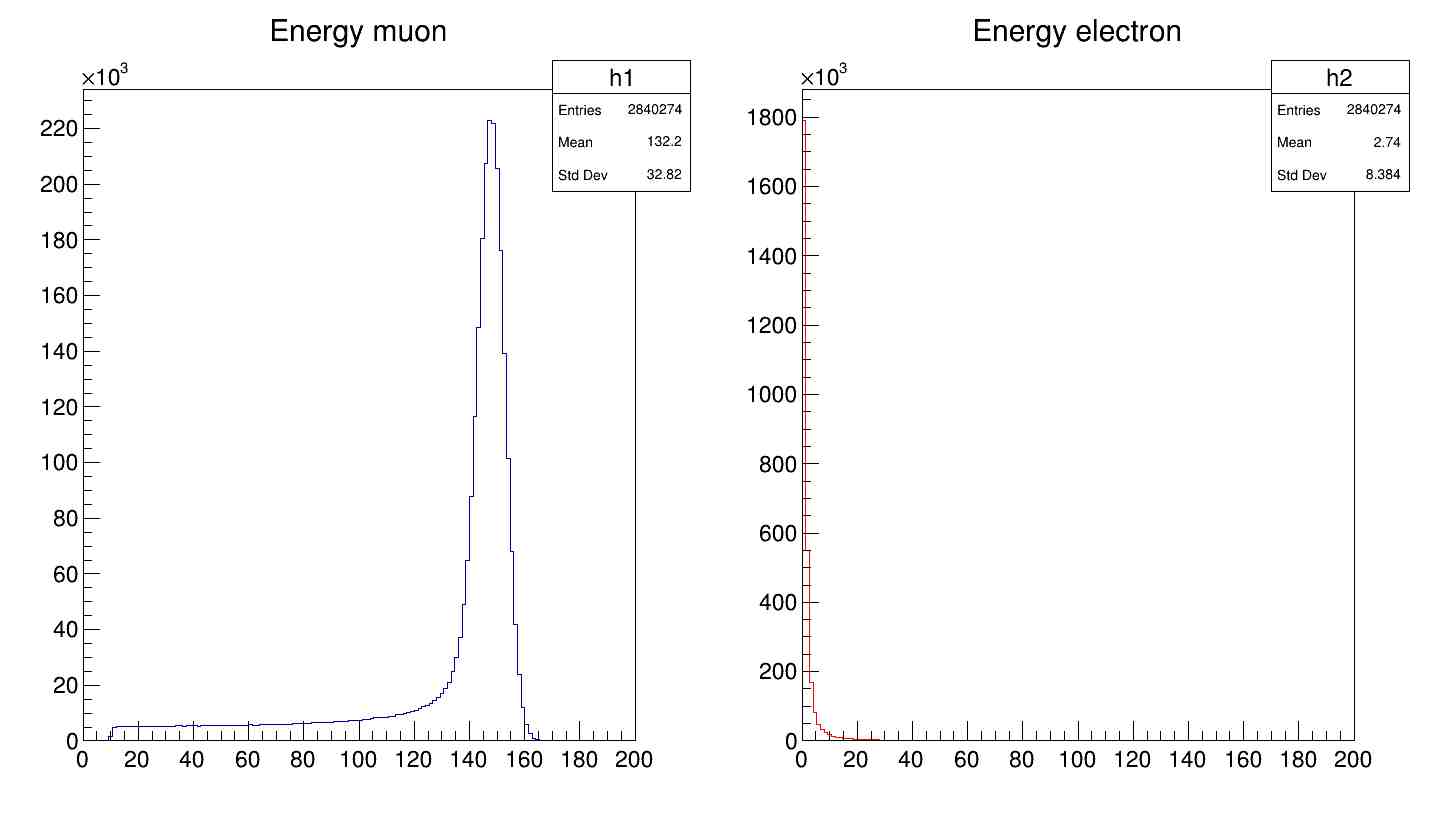 Energy muon
×10³
h1
Entries 2840274
Mean 132.2
Std Dev 32.82
220
200
180
160
140
120
100
80
60
40
20
0
0 20 40 60 80 100 120 140 160 180 200
Energy electron
×10³
h2
Entries 2840274
Mean 2.74
Std Dev 8.384
1800
1600
1400
1200
1000
800
600
400
200
0
0 20 40 60 80 100 120 140 160 180 200